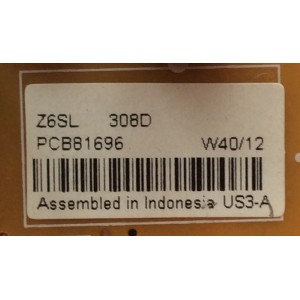 Z6SL 308D
PCB81696 W40/12
Assembled in Indonesia US3-A